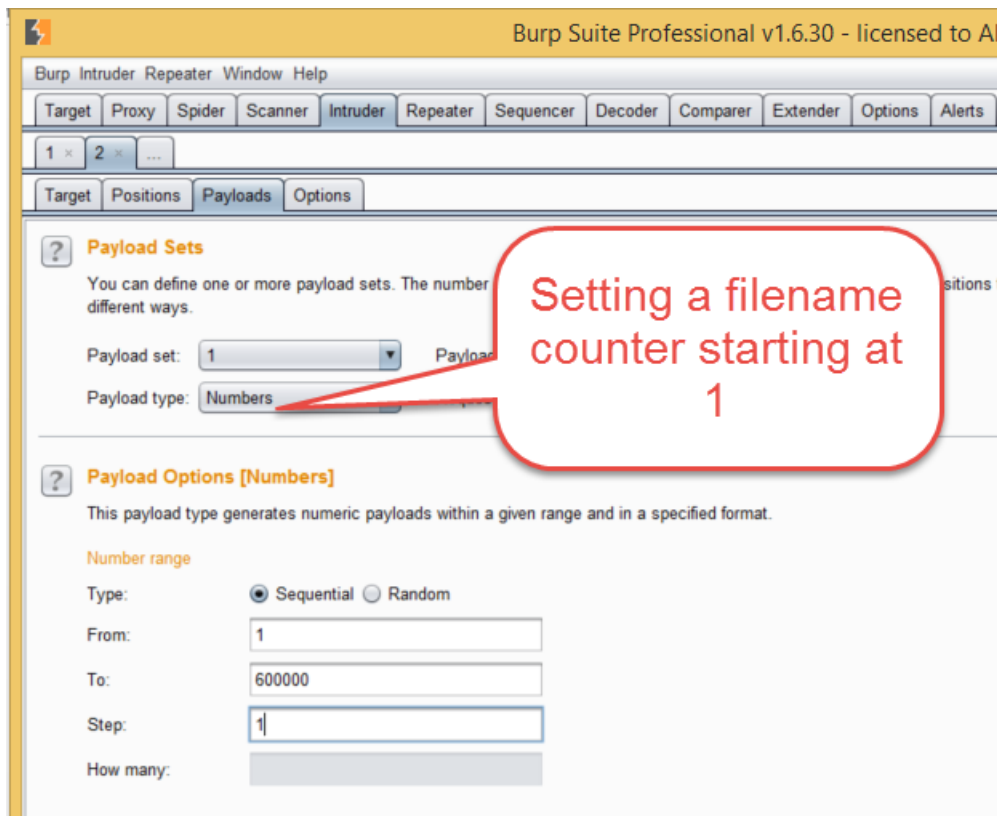 Burp Suite Professional v1.6.30 - licensed to Al
Burp Intruder Repeater Window Help
Target Proxy Spider Scanner Intruder Repeater Sequencer Decoder Comparer Extender Options Alerts
1 × 2 × ...
Target Positions Payloads Options
? Payload Sets
You can define one or more payload sets. The number sitions
different ways.
Payload set: 1 Payload
Payload type: Numbers
Setting a filename
counter starting at
1
? Payload Options [Numbers]
This payload type generates numeric payloads within a given range and in a specified format.
Number range
Type: Sequential Random
From: 1
To: 600000
Step: 1
How many: